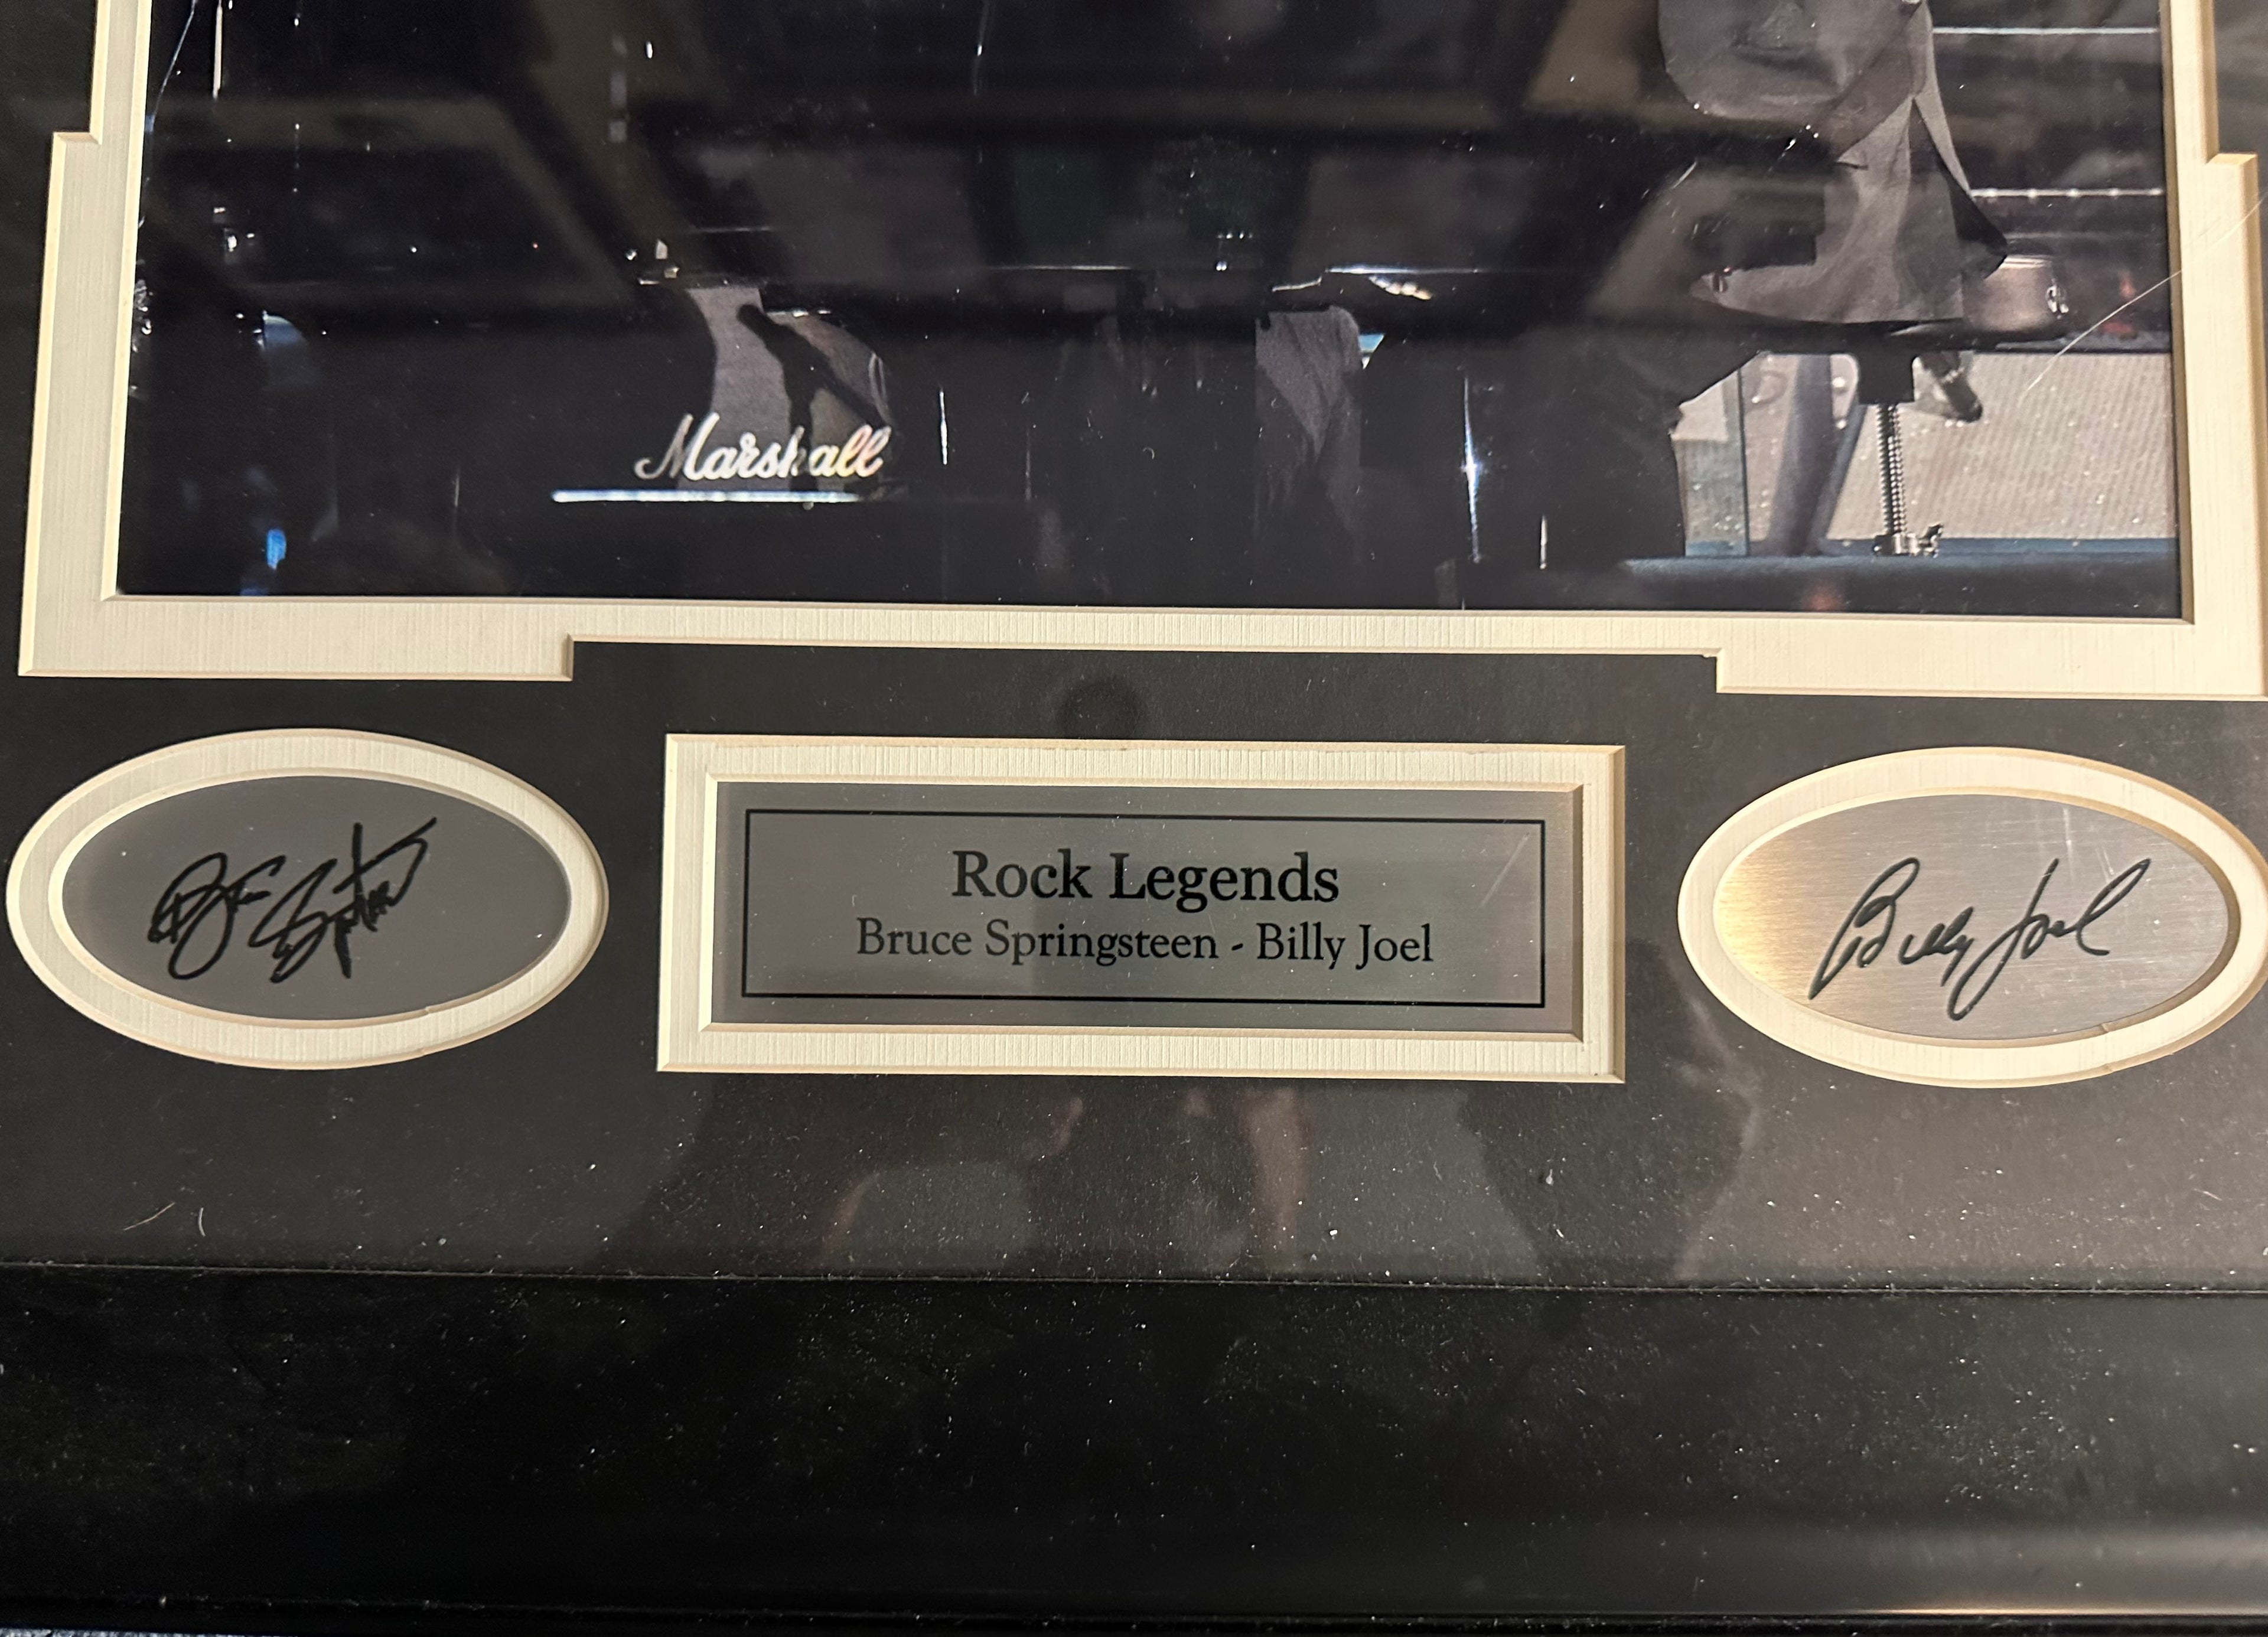 Marshall
Rock Legends
Bruce Springsteen - Billy Joel
Billy Joel